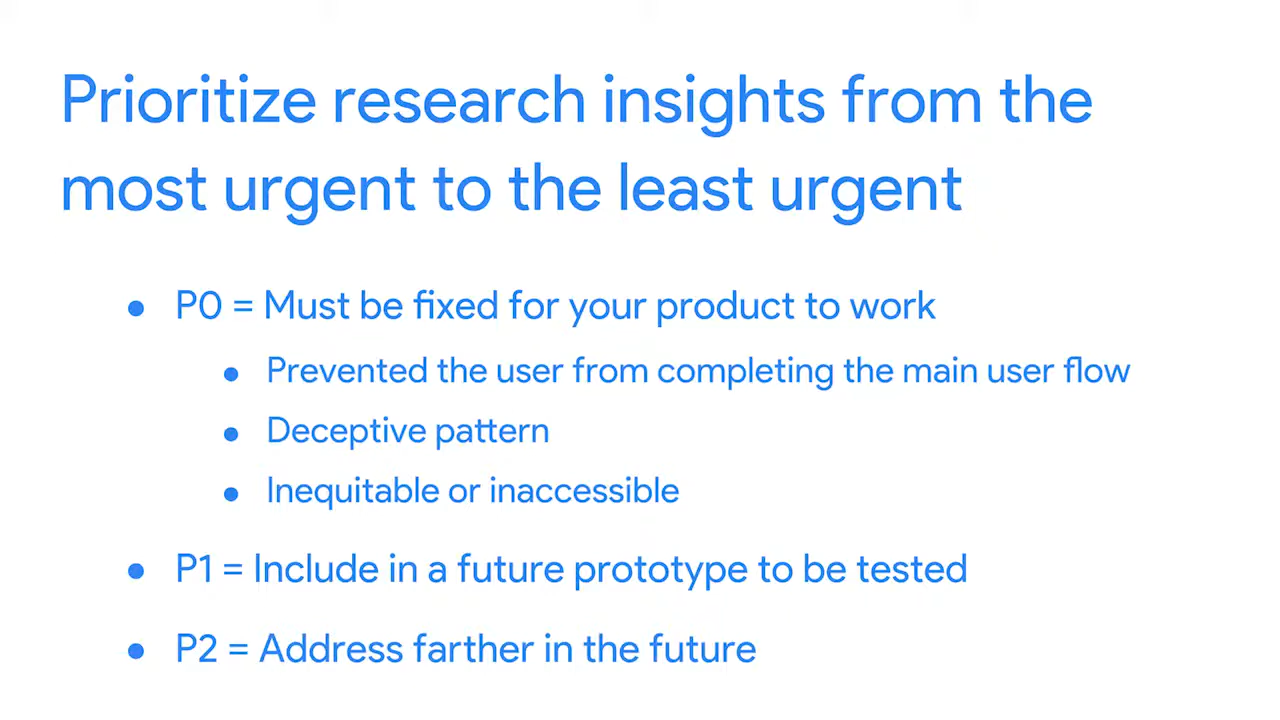 Prioritize research insights from the
most urgent to the least urgent
• P0 = Must be fixed for your product to work
• Prevented the user from completing the main user flow
• Deceptive pattern
• Inequitable or inaccessible
• P1 = Include in a future prototype to be tested
• P2 = Address farther in the future